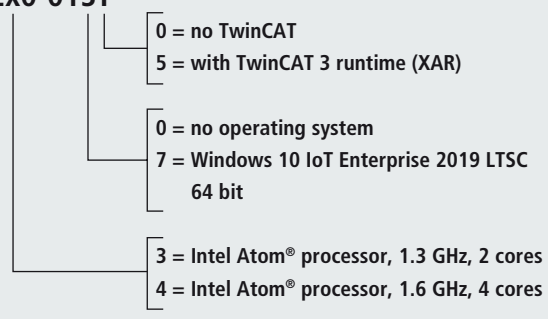 0 = no TwinCAT
5 = with TwinCAT 3 runtime (XAR)
0 = no operating system
7 = Windows 10 IoT Enterprise 2019 LTSC
64 bit
3 = Intel Atom® processor, 1.3 GHz, 2 cores
4 = Intel Atom® processor, 1.6 GHz, 4 cores